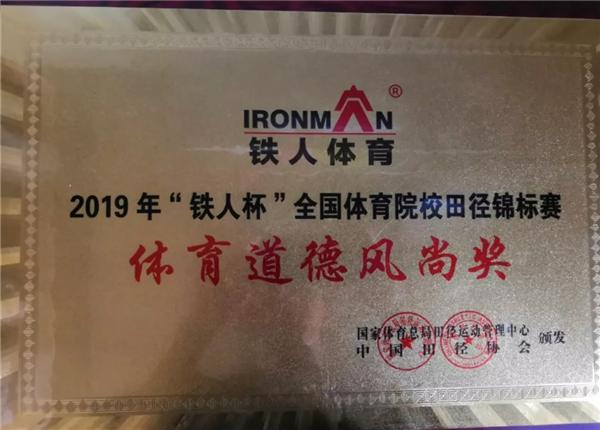 IRONMAN®
铁人体育
2019年“铁人杯”全国体育院校田径锦标赛
体育道德风尚奖
国家体育总局田径运动管理中心
中国田径协会
颁发